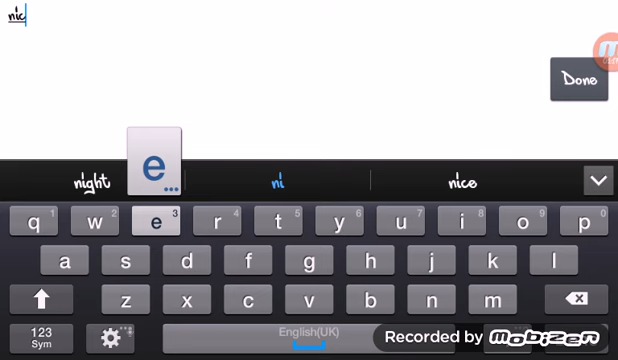 nic
Done
e
...
night ni nice
q 1 w 2 e 3 r 4 t 5 y 6 u 7 i 8 o 9 p 0
a s d f g h j k l
z x c v b n m
123
Sym
English(UK)
Recorded by
mobizen